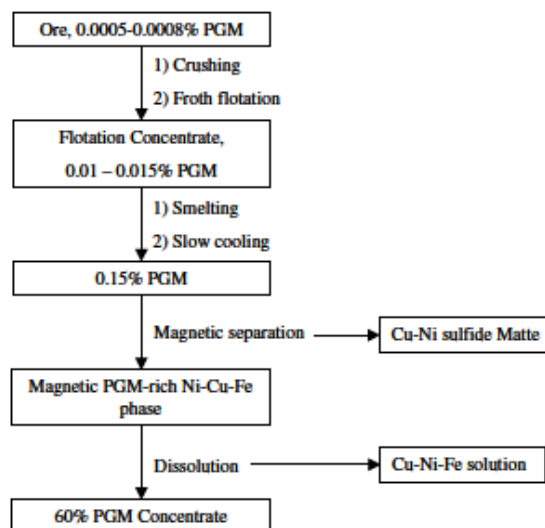 Ore, 0.0005-0.0008% PGM
1) Crushing
2) Froth flotation
Flotation Concentrate,
0.01 – 0.015% PGM
1) Smelting
2) Slow cooling
0.15% PGM
Magnetic separation
Cu-Ni sulfide Matte
Magnetic PGM-rich Ni-Cu-Fe
phase
Dissolution
Cu-Ni-Fe solution
60% PGM Concentrate